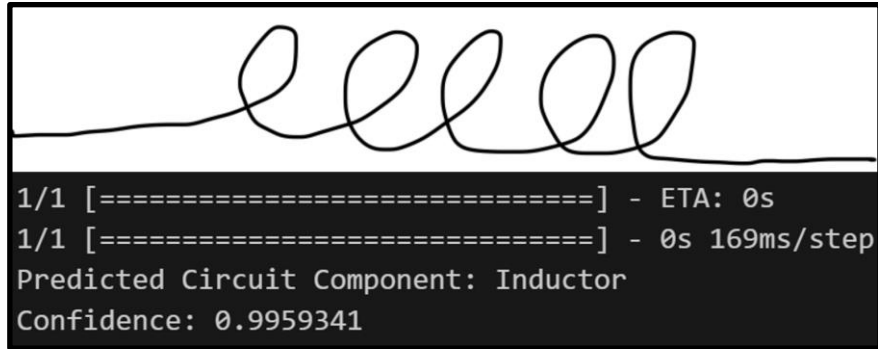 1/1 [==============================] - ETA: 0s
1/1 [==============================] - 0s 169ms/step
Predicted Circuit Component: Inductor
Confidence: 0.9959341